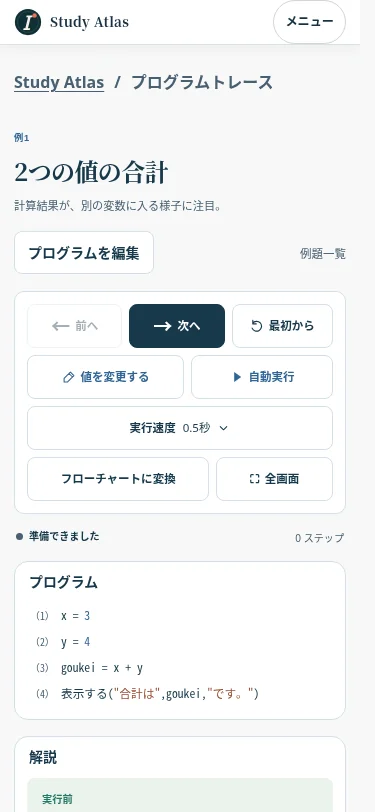 Study Atlas
メニュー
Study Atlas / プログラムトレース
例1
2つの値の合計
計算結果が、別の変数に入る様子に注目。
プログラムを編集
例題一覧
← 前へ
→ 次へ
最初から
値を変更する
自動実行
実行速度 0.5秒
フローチャートに変換
全画面
準備できました
0 ステップ
プログラム
(1) x = 3
(2) y = 4
(3) goukei = x + y
(4) 表示する("合計は",goukei,"です。")
解説
実行前